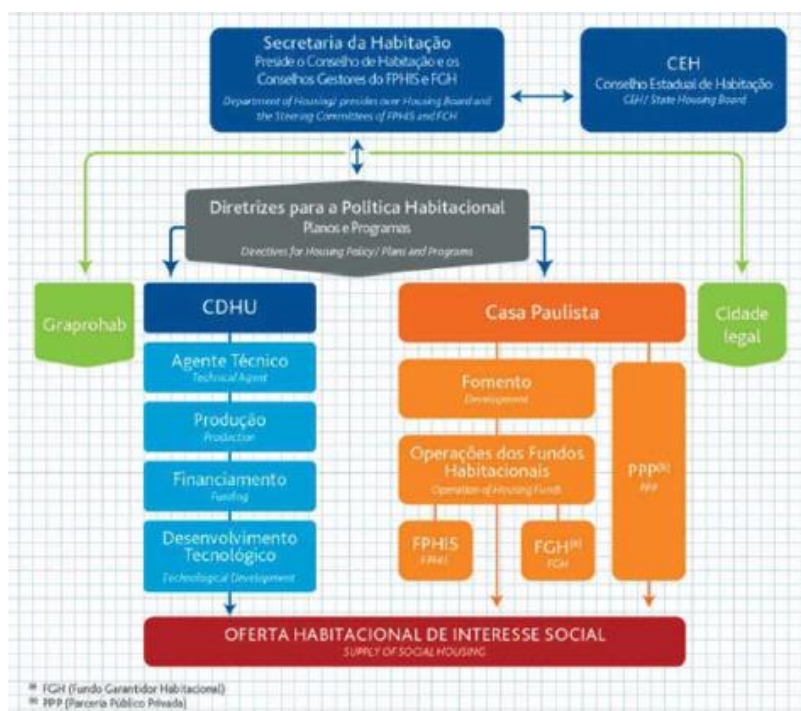 Secretaria da Habitação
Preside o Conselho de Habitação e os
Conselhos Gestores do FPHIS e FGH
Department of Housing/ presides over Housing Board and
the Steering Committees of FPHIS and FCH
CEH
Conselho Estadual de Habitação
CEH/ State Housing Board
Diretrizes para a Política Habitacional
Planos e Programas
Directives for Housing Policy/ Plans and Programs
Graprohab
CDHU
Agente Técnico
Technical Agent
Produção
Production
Financiamento
Funding
Desenvolvimento
Tecnológico
Technological Development
Casa Paulista
Fomento
Development
Operações dos Fundos
Habitacionais
Operation of Housing Funds
FPHIS
FPHIS
FGH
FGH
PPP
PPP
Cidade
legal
OFERTA HABITACIONAL DE INTERESSE SOCIAL
SUPPLY OF SOCIAL HOUSING
FGH (Fundo Garantidor Habitacional)
PPP (Parceria Público Privada)